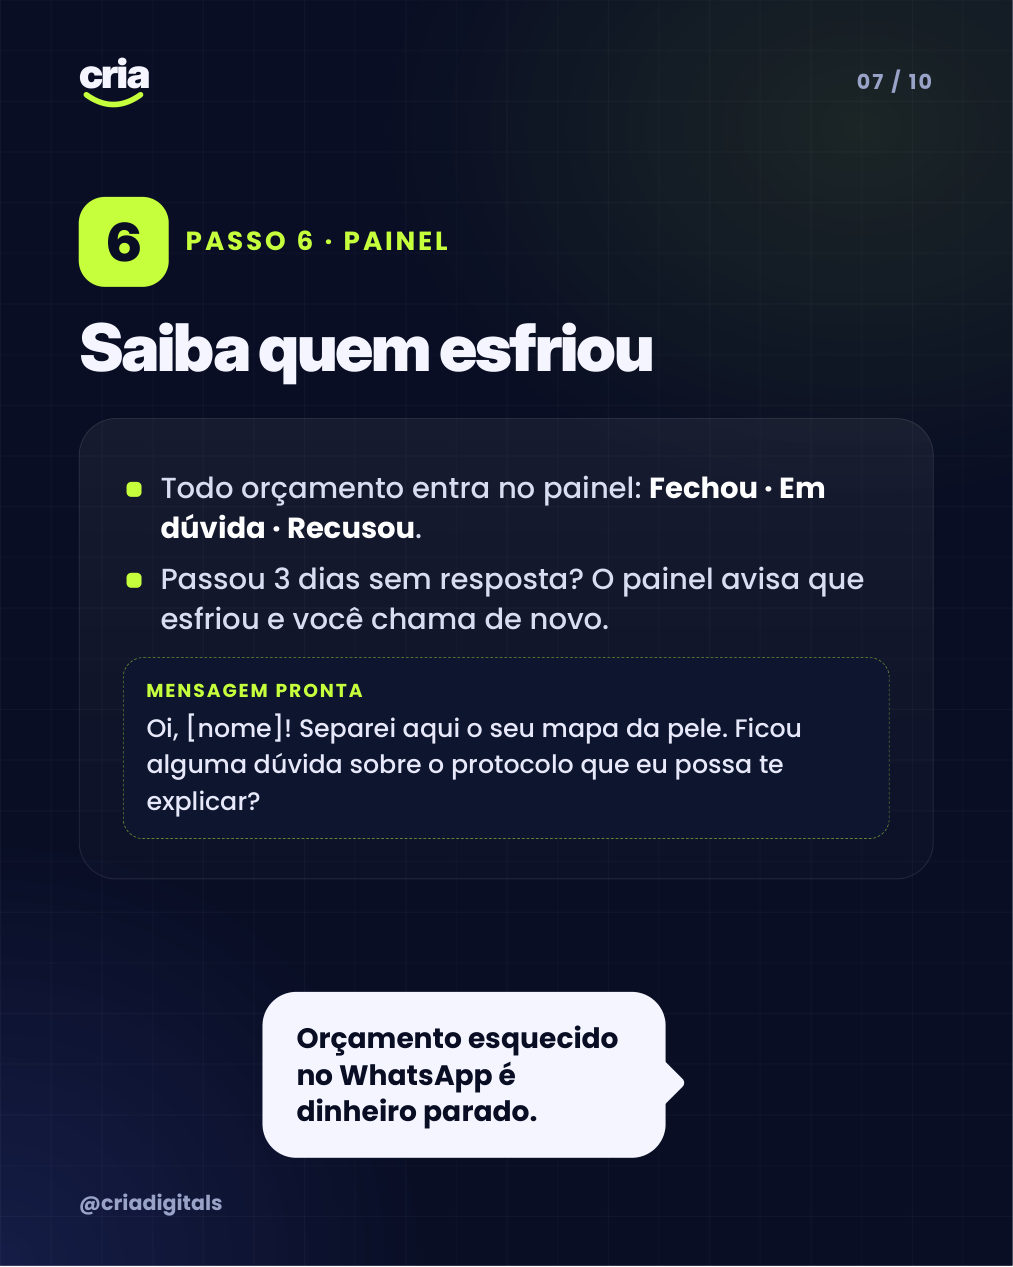 cria
07 / 10
6
PASSO 6 · PAINEL
Saiba quem esfriou
Todo orçamento entra no painel: Fechou · Em
dúvida · Recusou.
Passou 3 dias sem resposta? O painel avisa que
esfriou e você chama de novo.
MENSAGEM PRONTA
Oi, [nome]! Separei aqui o seu mapa da pele. Ficou
alguma dúvida sobre o protocolo que eu possa te
explicar?
Orçamento esquecido
no WhatsApp é
dinheiro parado.
@criadigitals